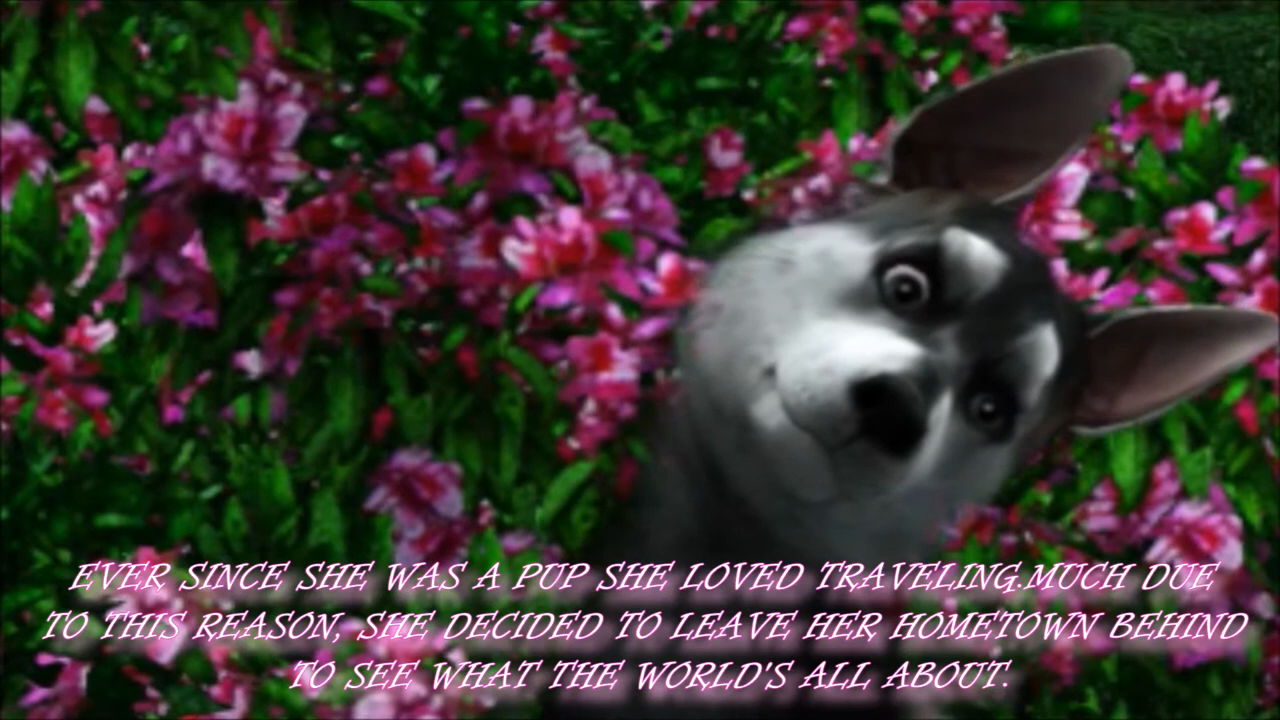 EVER SINCE SHE WAS A PUP SHE LOVED TRAVELING.MUCH DUE
TO THIS REASON, SHE DECIDED TO LEAVE HER HOMETOWN BEHIND
TO SEE WHAT THE WORLD'S ALL ABOUT.